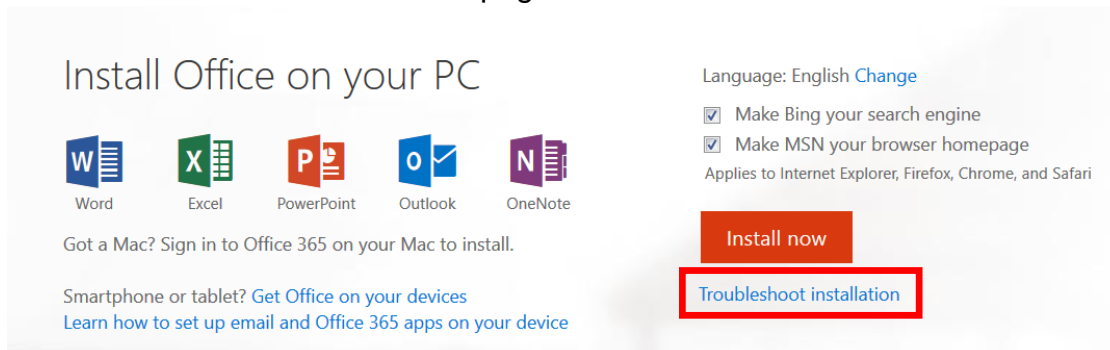 Install Office on your PC
Word Excel PowerPoint Outlook OneNote
Got a Mac? Sign in to Office 365 on your Mac to install.
Smartphone or tablet? Get Office on your devices
Learn how to set up email and Office 365 apps on your device
Language: English Change
Make Bing your search engine
Make MSN your browser homepage
Applies to Internet Explorer, Firefox, Chrome, and Safari
Install now
Troubleshoot installation